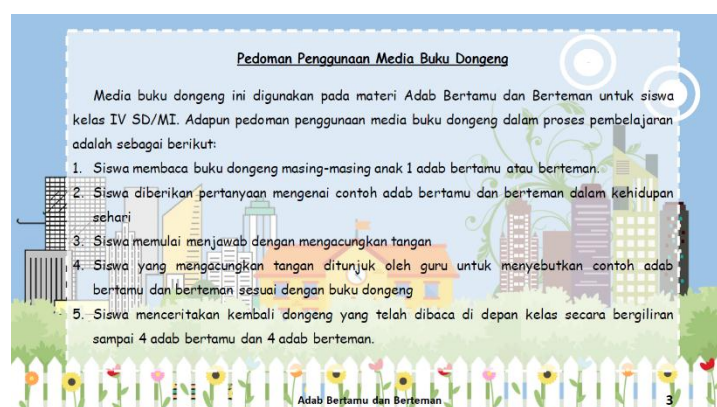 Pedoman Penggunaan Media Buku Dongeng
Media buku dongeng ini digunakan pada materi Adab Bertamu dan Berteman untuk siswa
kelas IV SD/MI. Adapun pedoman penggunaan media buku dongeng dalam proses pembelajaran
adalah sebagai berikut:
1. Siswa membaca buku dongeng masing-masing anak 1 adab bertamu atau berteman.
2. Siswa diberikan pertanyaan mengenai contoh adab bertamu dan berteman dalam kehidupan
sehari
3. Siswa memulai menjawab dengan mengacungkan tangan
4. Siswa yang mengacungkan tangan ditunjuk oleh guru untuk menyebutkan contoh adab
bertamu dan berteman sesuai dengan buku dongeng
5. Siswa menceritakan kembali dongeng yang telah dibaca di depan kelas secara bergiliran
sampai 4 adab bertamu dan 4 adab berteman.
Adab Bertamu dan Berteman 3